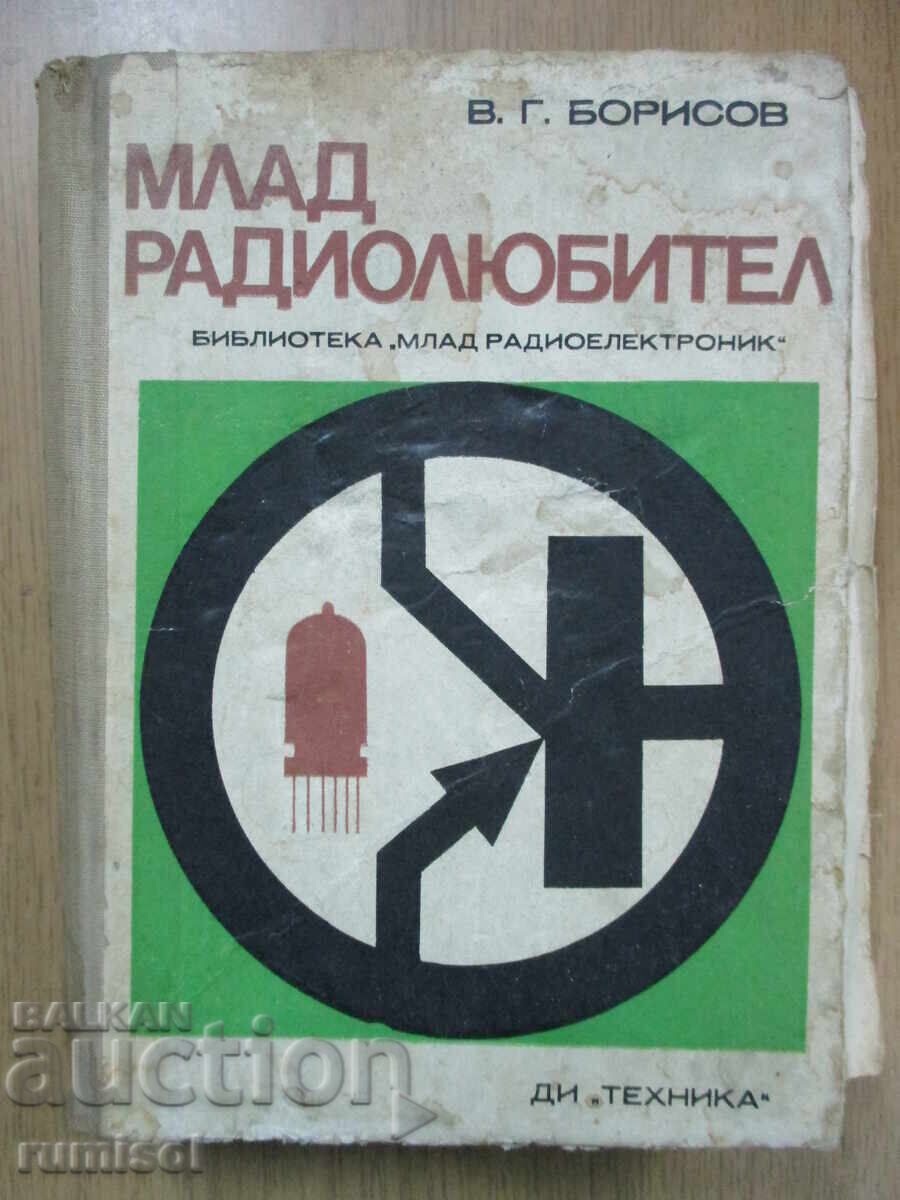 В. Г. БОРИСОВ
МЛАД
РАДИОЛЮБИТЕЛ
БИБЛИОТЕКА „МЛАД РАДИОЕЛЕКТРОНИК“
ДИ „ТЕХНИКА“
BALKAN
auction
rumisol